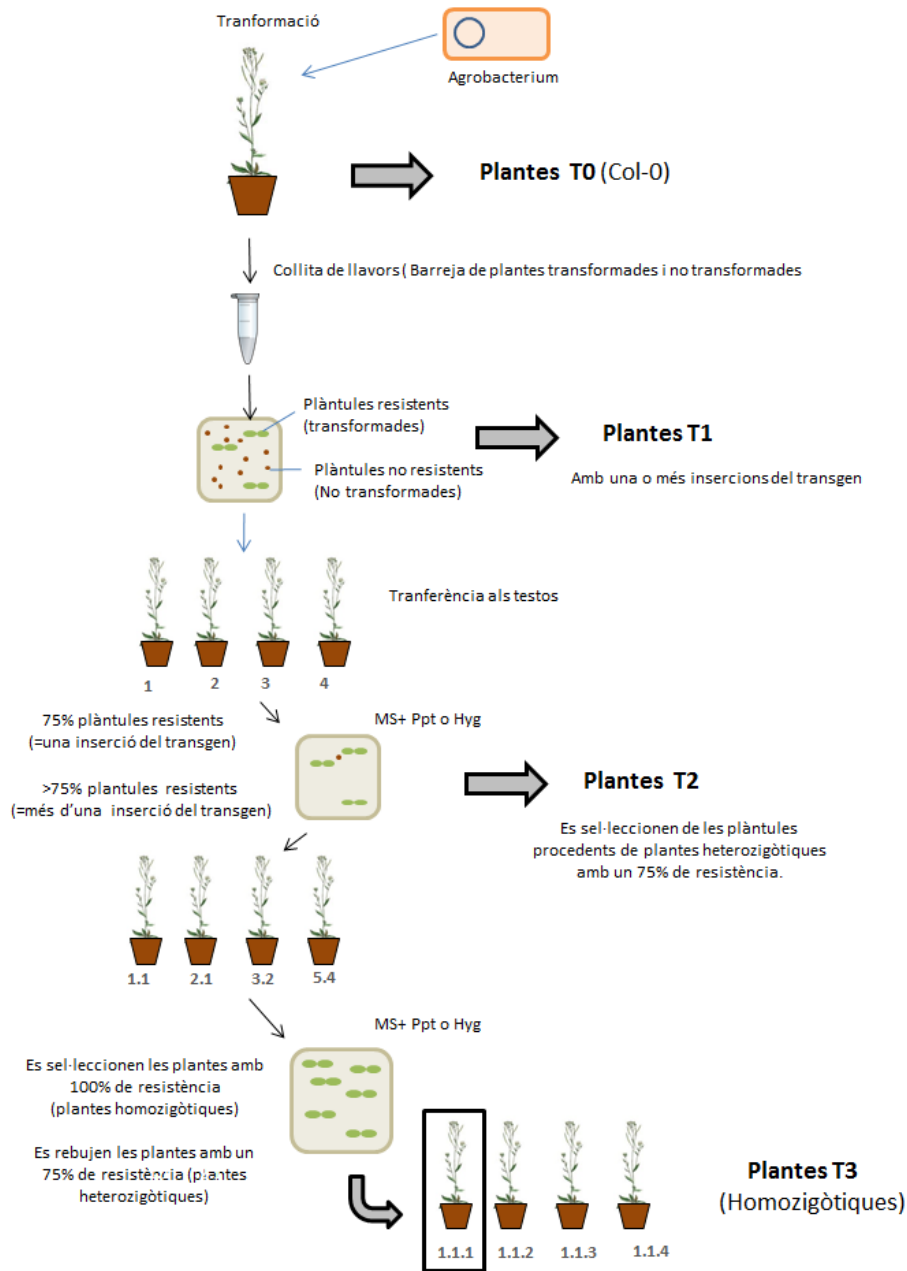 Tranformació
Agrobacterium
Plantes T0 (Col-0)
Collita de llavors( Barreja de plantes transformades i no transformades
Plàntules resistents
(transformades)
Plàntules no resistents
(No transformades)
Plantes T1
Amb una o més insercions del transgen
Tranferència als testos
1 2 3 4
75% plàntules resistents
(=una inserció del transgen)
>75% plantules resistents
(=més d'una inserció del transgen)
MS+ Ppt o Hyg
Plantes T2
Es sel·leccionen de les plàntules
procedents de plantes heterozigòtiques
amb un 75% de resistència.
1.1 2.1 3.2 5.4
MS+ Ppt o Hyg
Es sel·leccionen les plantes amb
100% de resistència
(plantes homozigòtiques)
Es rebujen les plantes amb un
75% de resistència (plantes
heterozigòtiques)
Plantes T3
(Homozigòtiques)
1.1.1 1.1.2 1.1.3 1.1.4